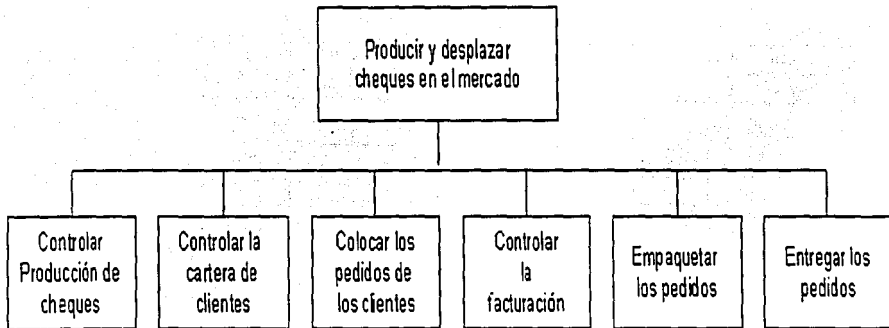 Producir y desplazar
cheques en el mercado
Controlar
Producción de
cheques
Controlar la
cartera de
clientes
Colocar los
pedidos de
los clientes
Controlar
la
facturación
Empaquetar
los pedidos
Entregar los
pedidos